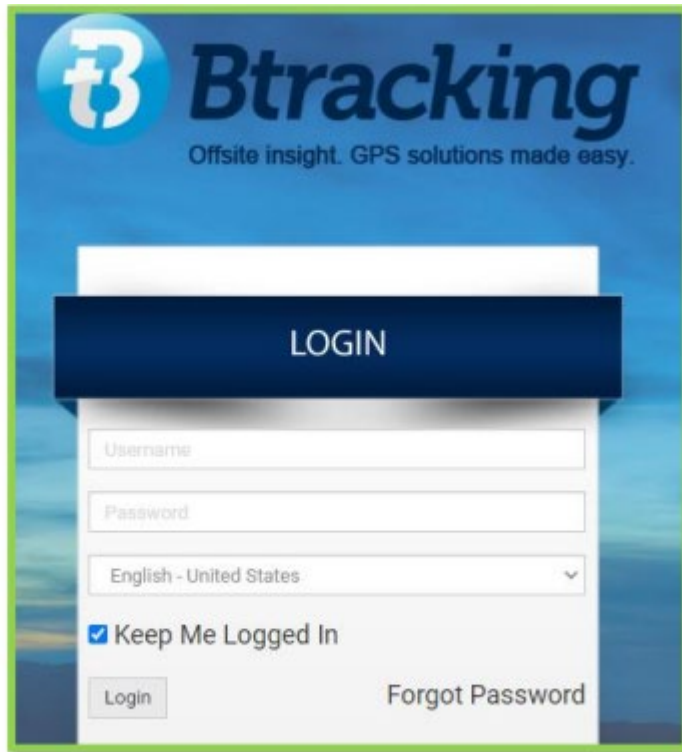 Btracking
Offsite insight. GPS solutions made easy.
LOGIN
Username
Password
English - United States
Keep Me Logged In
Login
Forgot Password